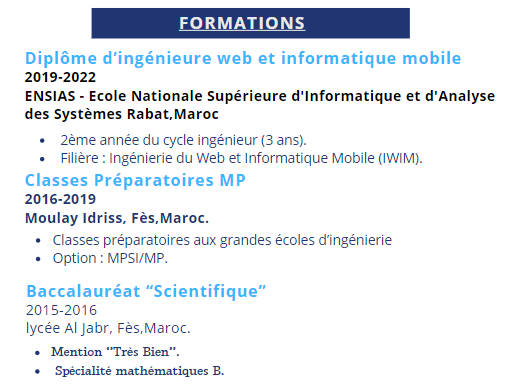 FORMATIONS
Diplôme d’ingénieure web et informatique mobile
2019-2022
ENSIAS - Ecole Nationale Supérieure d'Informatique et d'Analyse
des Systèmes Rabat,Maroc
• 2ème année du cycle ingénieur (3 ans).
• Filière : Ingénierie du Web et Informatique Mobile (IWIM).
Classes Préparatoires MP
2016-2019
Moulay Idriss, Fès,Maroc.
• Classes préparatoires aux grandes écoles d’ingénierie
• Option : MPSI/MP.
Baccalauréat “Scientifique”
2015-2016
lycée Al Jabr, Fès,Maroc.
• Mention “Très Bien”.
• Spécialité mathématiques B.